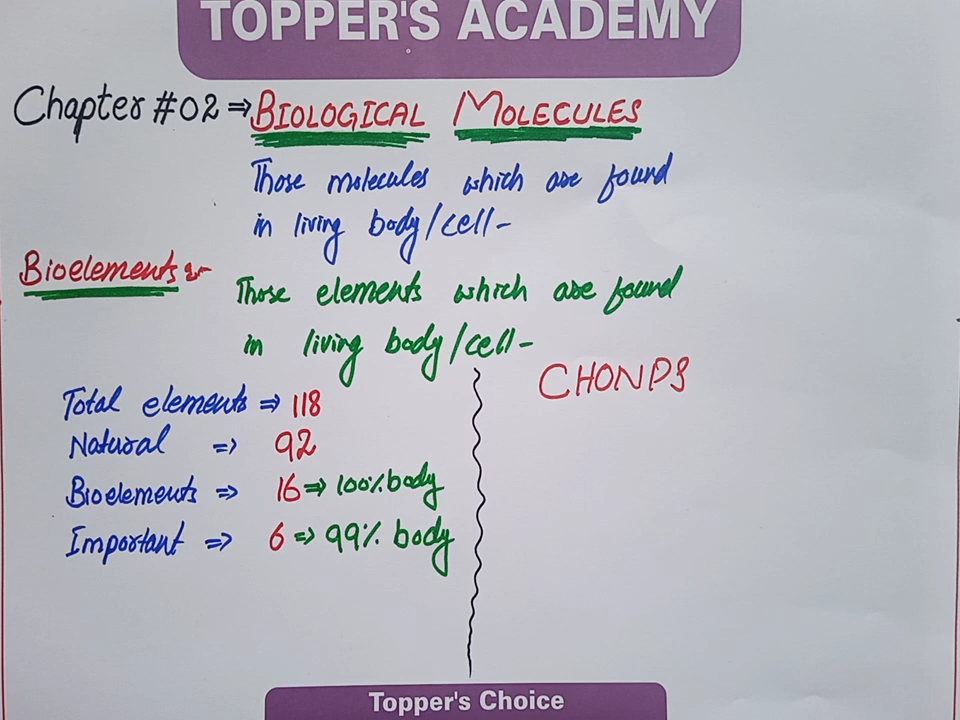 TOPPER'S ACADEMY
Chapter #02 ⇒ BIOLOGICAL MOLECULES
Those molecules which are found
in living body/cell-
Bioelements:-
Those elements which are found
in living body/cell-
Total elements ⇒ 118
Natural ⇒ 92
Bioelements ⇒ 16 ⇒ 100% body
Important ⇒ 6 ⇒ 99% body
CHONPS
Topper's Choice